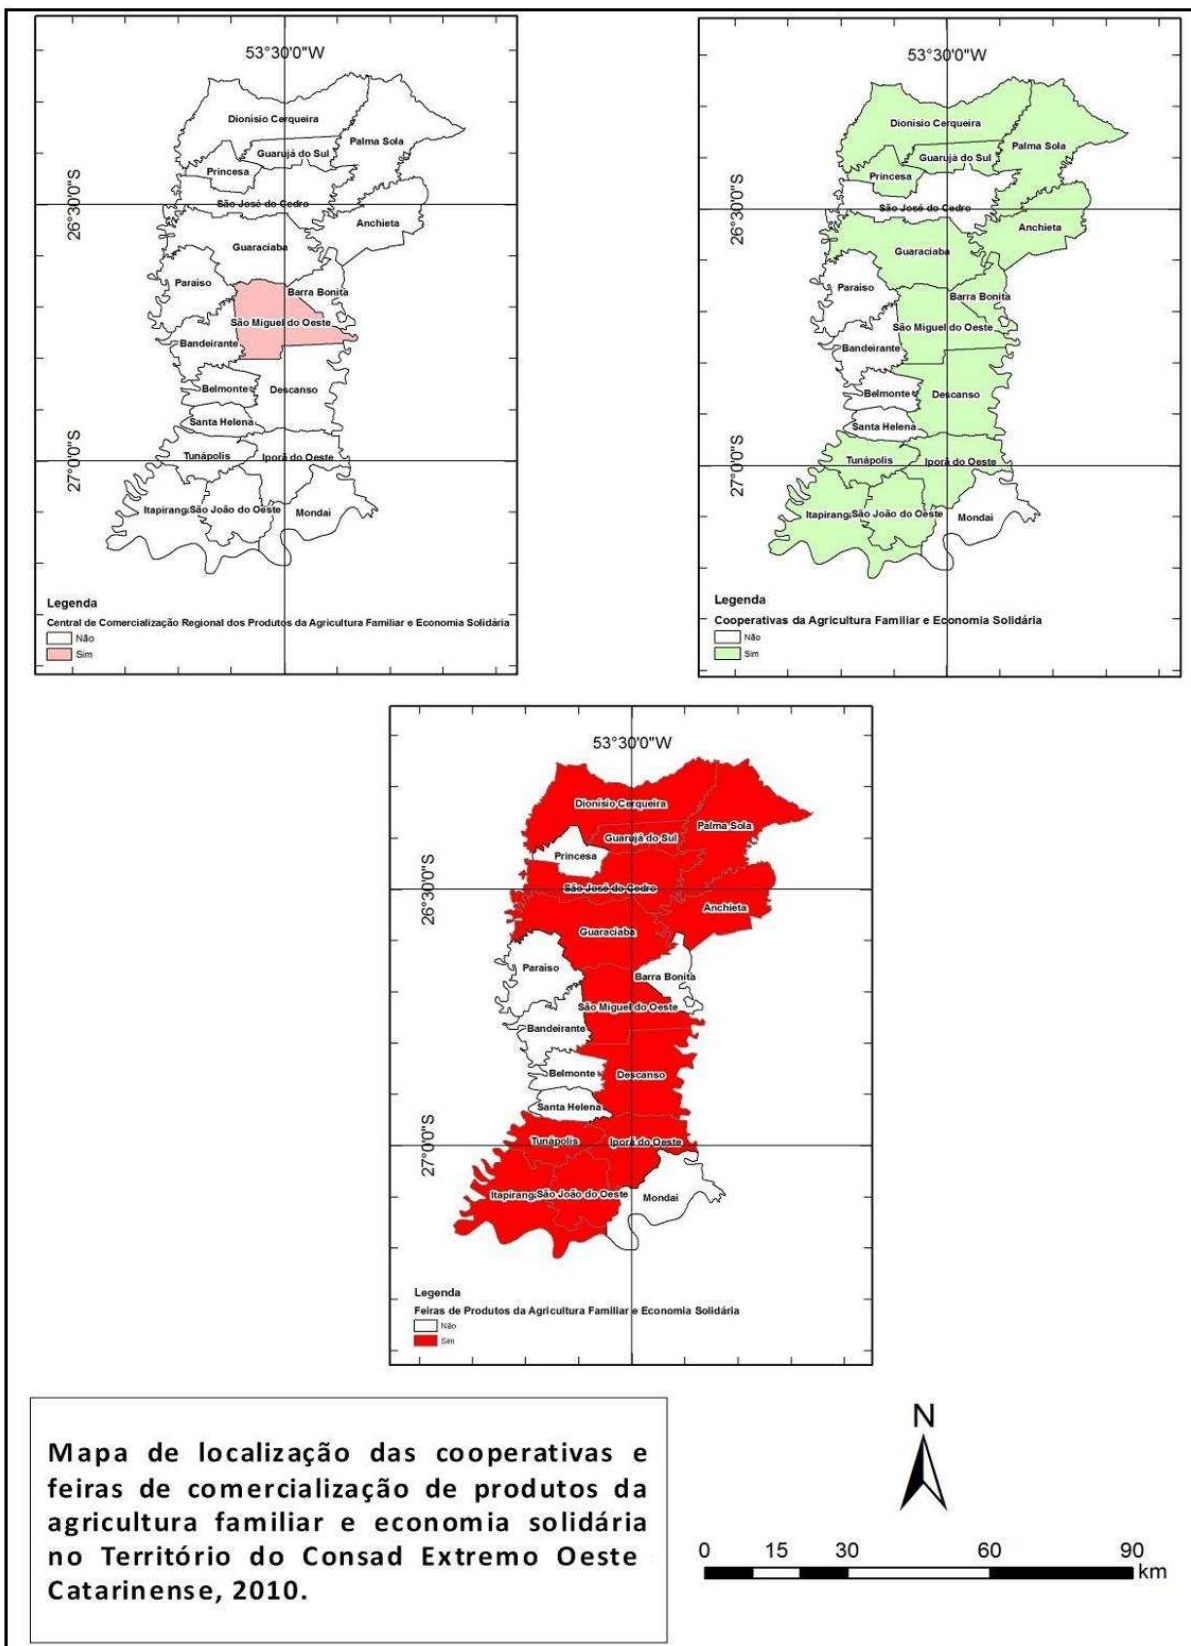 53°30'0"W
26°30'0"S
27°0'0"S
Dionísio Cerqueira
Palma Sola
Guarujá do Sul
Princesa
São José do Cedro
Anchieta
Guaraciaba
Paraíso
Barra Bonita
São Miguel do Oeste
Bandeirante
Belmonte
Descanso
Santa Helena
Tunápolis
Iporã do Oeste
Itapiranga
São João do Oeste
Mondaí
Legenda
Central de Comercialização Regional dos Produtos da Agricultura Familiar e Economia Solidária
Não
Sim
53°30'0"W
26°30'0"S
27°0'0"S
Dionísio Cerqueira
Palma Sola
Guarujá do Sul
Princesa
São José do Cedro
Anchieta
Guaraciaba
Paraíso
Barra Bonita
São Miguel do Oeste
Bandeirante
Belmonte
Descanso
Santa Helena
Tunápolis
Iporã do Oeste
Itapiranga
São João do Oeste
Mondaí
Legenda
Cooperativas da Agricultura Familiar e Economia Solidária
Não
Sim
53°30'0"W
26°30'0"S
27°0'0"S
Dionísio Cerqueira
Palma Sola
Guarujá do Sul
Princesa
São José do Cedro
Anchieta
Guaraciaba
Paraíso
Barra Bonita
São Miguel do Oeste
Bandeirante
Belmonte
Descanso
Santa Helena
Tunápolis
Iporã do Oeste
Itapiranga
São João do Oeste
Mondaí
Legenda
Feiras de Produtos da Agricultura Familiar e Economia Solidária
Não
Sim
Mapa de localização das cooperativas e
feiras de comercialização de produtos da
agricultura familiar e economia solidária
no Território do Consad Extremo Oeste
Catarinense, 2010.
N
0 15 30 60 90
km